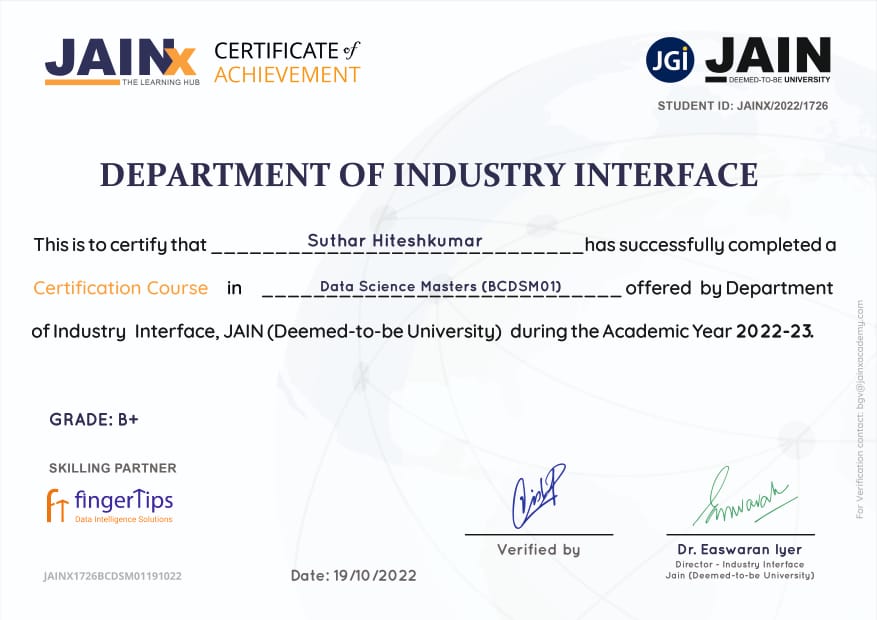 JAINx
THE LEARNING HUB
CERTIFICATE of
ACHIEVEMENT
JGi
JAIN
DEEMED-TO-BE UNIVERSITY
STUDENT ID: JAINX/2022/1726
DEPARTMENT OF INDUSTRY INTERFACE
This is to certify that Suthar Hiteshkumar has successfully completed a
Certification Course in Data Science Masters (BCDSM01) offered by Department
of Industry Interface, JAIN (Deemed-to-be University) during the Academic Year 2022-23.
GRADE: B+
SKILLING PARTNER
fT fingerTips
Data Intelligence Solutions
Verified by
Dr. Easwaran Iyer
Director - Industry Interface
Jain (Deemed-to-be University)
JAINX1726BCDSM01191022
Date: 19/10/2022
For Verification contact: bgv@jainxacademy.com